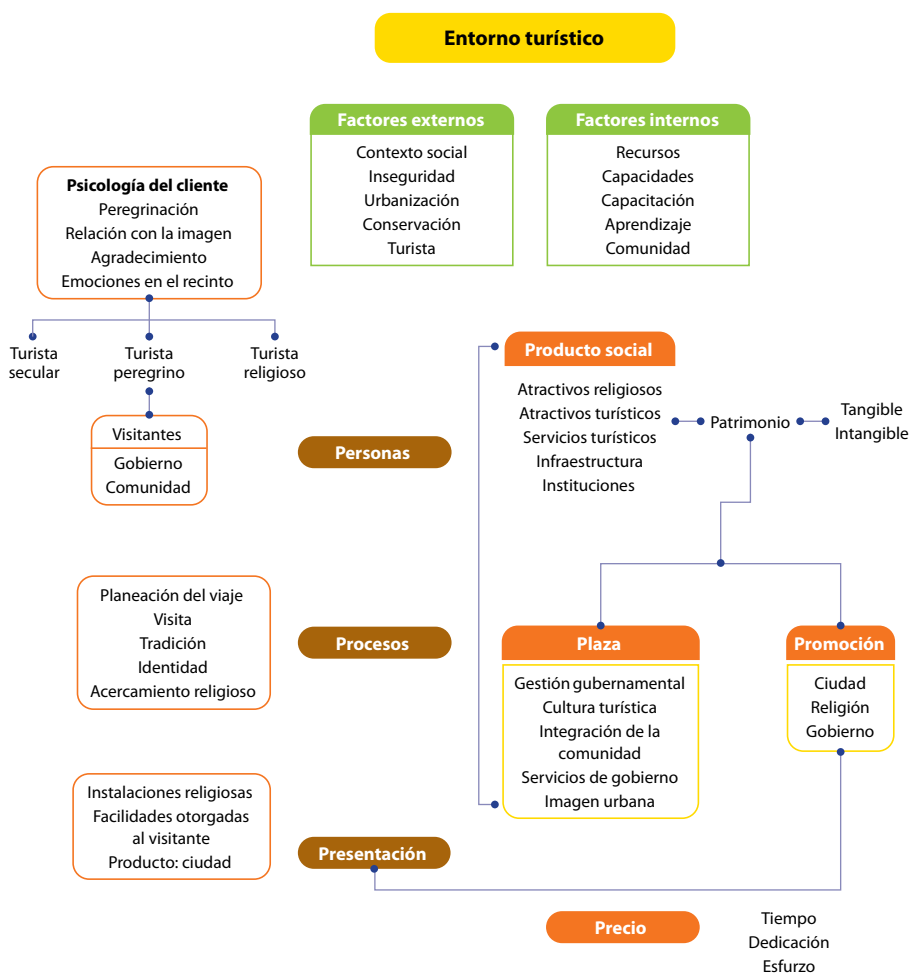 Entorno turístico
Factores externos
Contexto social
Inseguridad
Urbanización
Conservación
Turista
Factores internos
Recursos
Capacidades
Capacitación
Aprendizaje
Comunidad
Psicología del cliente
Peregrinación
Relación con la imagen
Agradecimiento
Emociones en el recinto
Turista
secular
Turista
peregrino
Turista
religioso
Visitantes
Gobierno
Comunidad
Personas
Producto social
Atractivos religiosos
Atractivos turísticos
Servicios turísticos
Infraestructura
Instituciones
Patrimonio
Tangible
Intangible
Planeación del viaje
Visita
Tradición
Identidad
Acercamiento religioso
Procesos
Plaza
Gestión gubernamental
Cultura turística
Integración de la
comunidad
Servicios de gobierno
Imagen urbana
Promoción
Ciudad
Religión
Gobierno
Instalaciones religiosas
Facilidades otorgadas
al visitante
Producto: ciudad
Presentación
Precio
Tiempo
Dedicación
Esfurzo